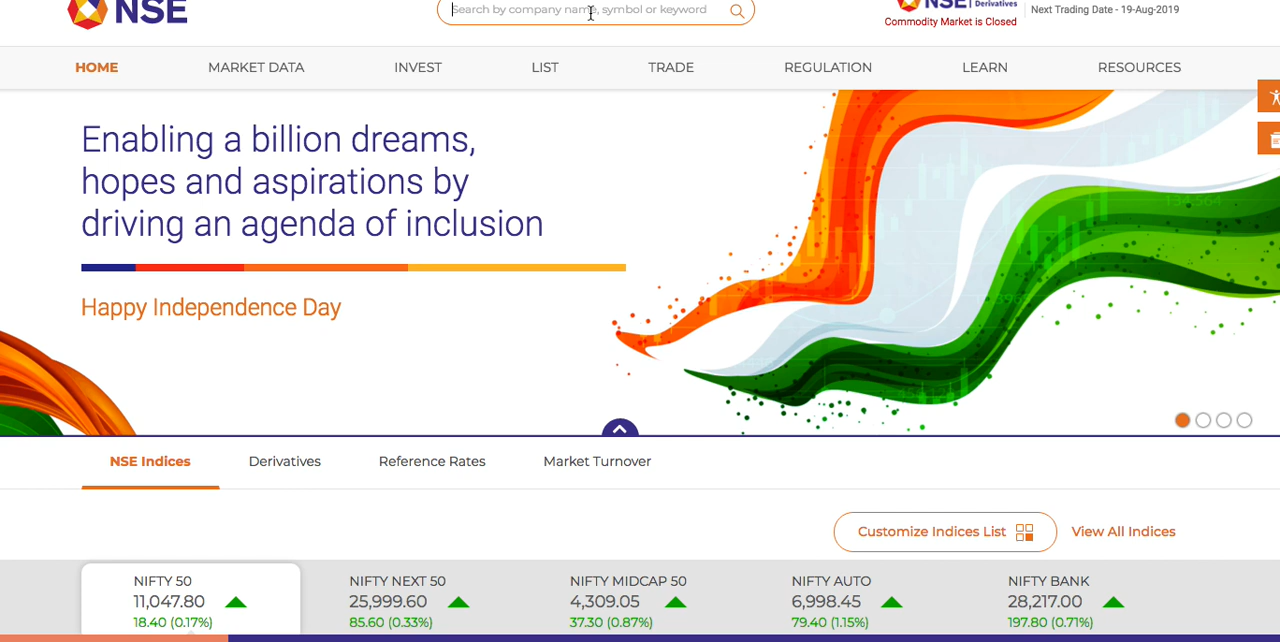 NSE
Search by company name, symbol or keyword
NSE Derivatives
Commodity Market is Closed
Next Trading Date - 19-Aug-2019
HOME MARKET DATA INVEST LIST TRADE REGULATION LEARN RESOURCES
Enabling a billion dreams,
hopes and aspirations by
driving an agenda of inclusion
Happy Independence Day
134.564
NSE Indices Derivatives Reference Rates Market Turnover
Customize Indices List View All Indices
NIFTY 50 NIFTY NEXT 50 NIFTY MIDCAP 50 NIFTY AUTO NIFTY BANK
11,047.80 25,999.60 4,309.05 6,998.45 28,217.00
18.40 (0.17%) 85.60 (0.33%) 37.30 (0.87%) 79.40 (1.15%) 197.80 (0.71%)